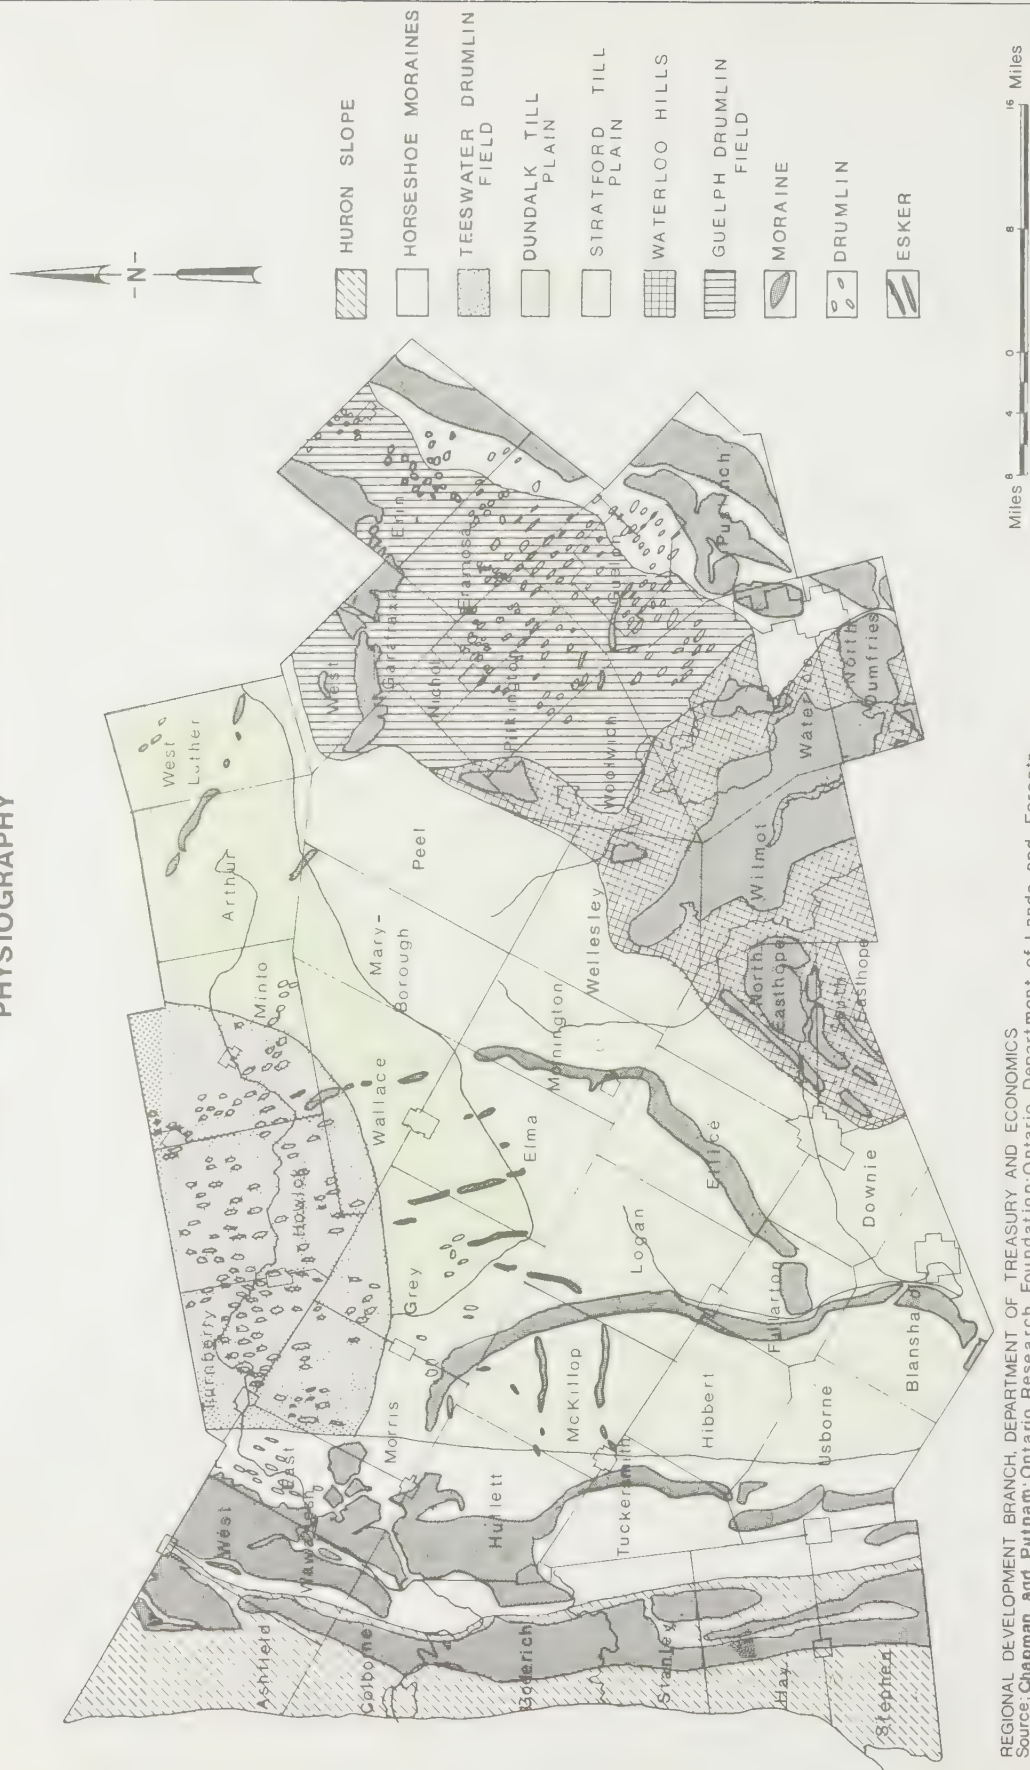 PHYSIOGRAPHY
-N-
HURON SLOPE
HORSESHOE MORAINES
TEESWATER DRUMLIN
FIELD
DUNDALK TILL
PLAIN
STRATFORD TILL
PLAIN
WATERLOO HILLS
GUELPH DRUMLIN
FIELD
MORAINE
DRUMLIN
ESKER
Miles 8 4 0 8 16 Miles
West
Luther
Arthur
Minto
Peel
Mary-
Borough
Wallace
Howick
Turnberry
Grey
Elma
Mornington
Wellesley
Morris
Logan
Ellice
McKillop
Fullarton
Downie
Hibbert
Blanshard
Usborne
East
West
Wawanosh
Hullett
Tuckersmith
Ashfield
Colborne
Goderich
Stanley
Hay
Stephen
Erin
Eramosa
West
Garafraxa
Nichol
Pilkington
Guelph
Puslinch
Woolwich
Waterloo
North
Dumfries
Wilmot
North
Easthope
South
Easthope
REGIONAL DEVELOPMENT BRANCH, DEPARTMENT OF TREASURY AND ECONOMICS
Source: Chapman and Putnam: Ontario Research Foundation: Ontario Department of Lands and Forests